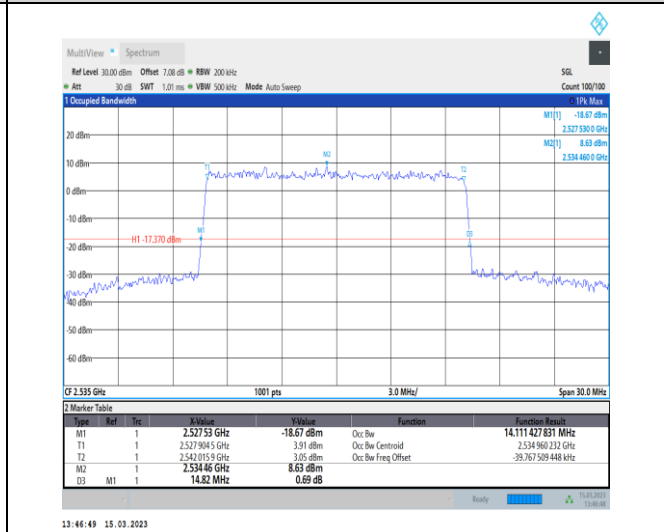 MultiView Spectrum
Ref Level 30.00 dBm Offset 7.08 dB RBW 200 kHz SGL
Att 30 dB SWT 1.01 ms VBW 500 kHz Mode Auto Sweep Count 100/100
1 Occupied Bandwidth 1Pk Max
M1[1] -18.67 dBm
2.527 530 0 GHz
M2[1] 8.63 dBm
2.534 460 0 GHz
20 dBm
10 dBm
0 dBm
-10 dBm
-20 dBm
-30 dBm
-40 dBm
-50 dBm
-60 dBm
M2
T1
T2
M1
D3
H1 -17.370 dBm
CF 2.535 GHz 1001 pts 3.0 MHz/ Span 30.0 MHz
2 Marker Table
Type Ref Trc X-Value Y-Value Function Function Result
M1 1 2.52753 GHz -18.67 dBm Occ Bw 14.111 427 831 MHz
T1 1 2.527 904 5 GHz 3.91 dBm Occ Bw Centroid 2.534 960 232 GHz
T2 1 2.542 015 9 GHz 3.05 dBm Occ Bw Freq Offset -39.767 509 448 kHz
M2 1 2.53446 GHz 8.63 dBm
D3 M1 1 14.82 MHz 0.69 dB
Ready 15.03.2023
13:46:48
13:46:49 15.03.2023